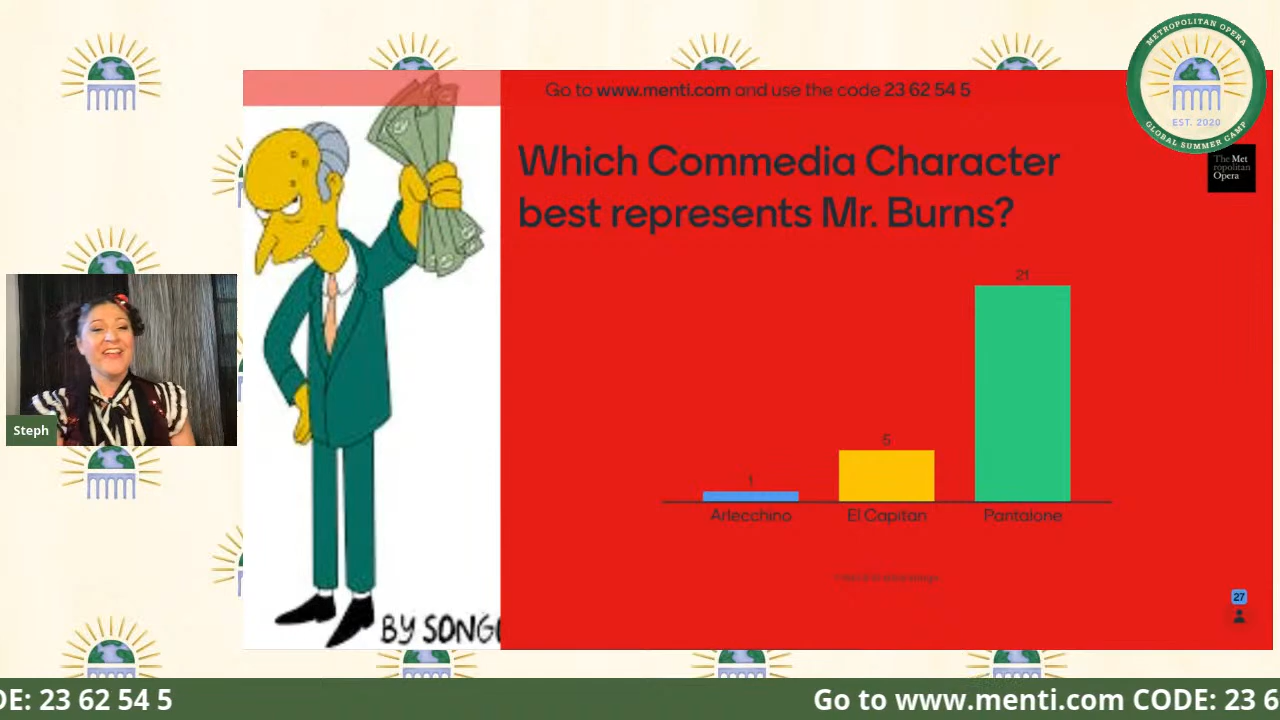 METROPOLITAN OPERA
EST. 2020
GLOBAL SUMMER CAMP
The Met
ropolitan
Opera
Go to www.menti.com and use the code 23 62 54 5
Which Commedia Character
best represents Mr. Burns?
21
5
1
Arlecchino
El Capitan
Pantalone
27
Steph
BY SONG
DE: 23 62 54 5
Go to www.menti.com CODE: 23 6